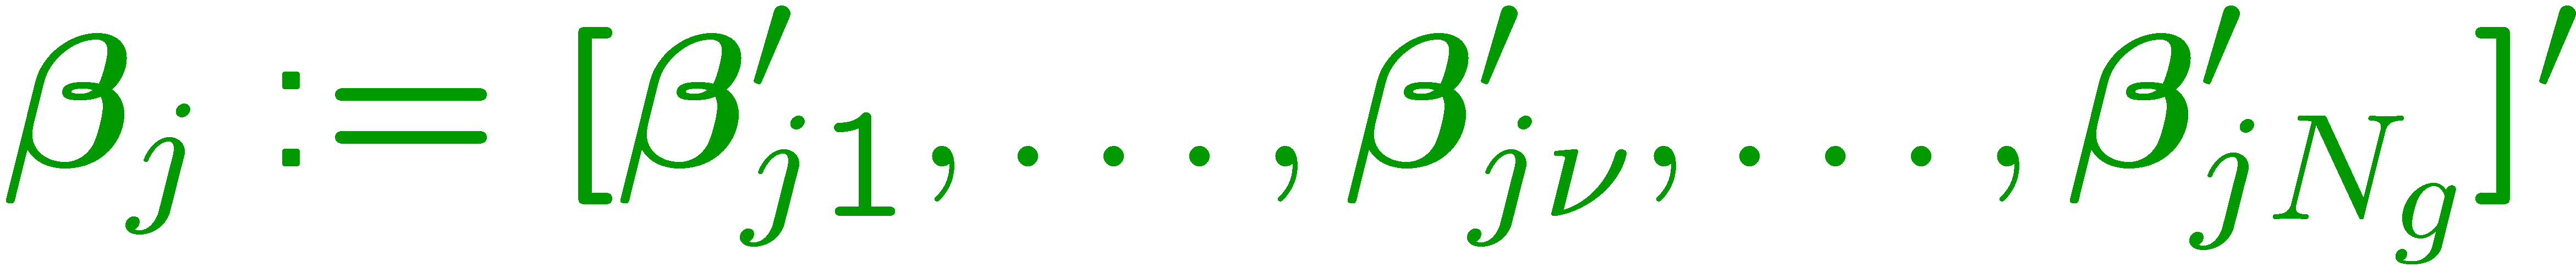 β_j := [β′_{j1}, . . . , β′_{jν}, . . . , β′_{jN_g}]′